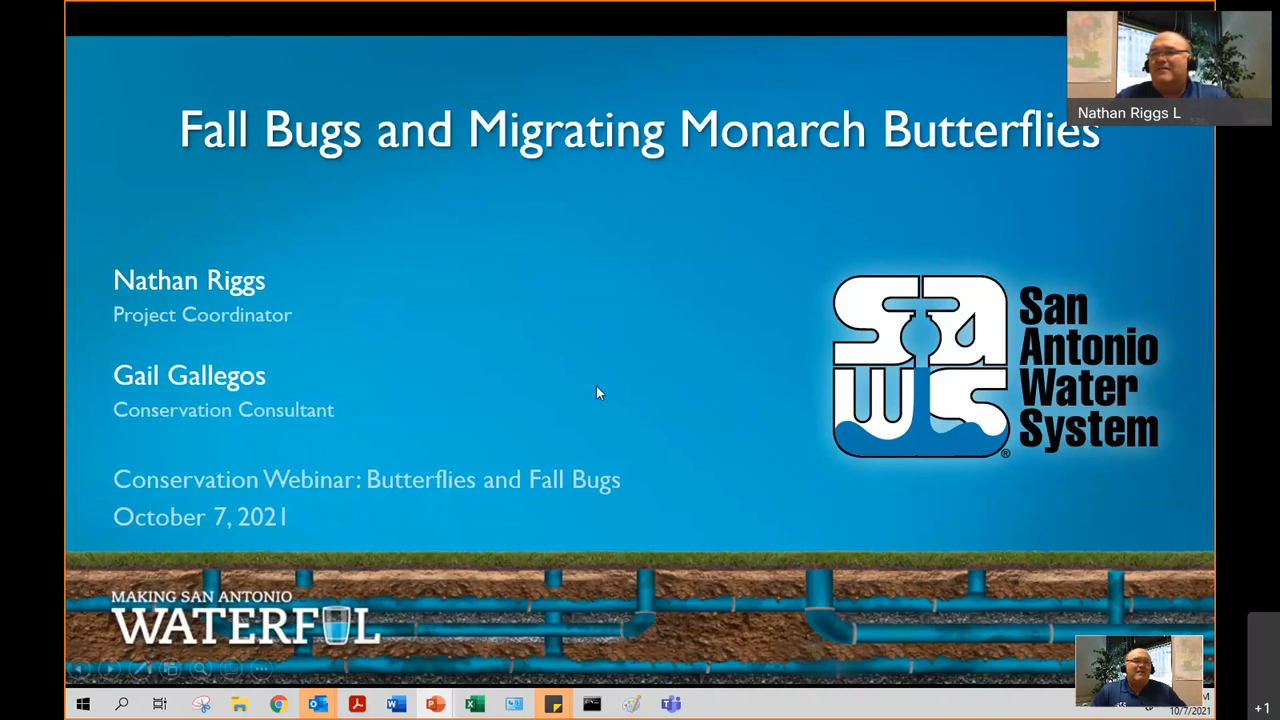 Fall Bugs and Migrating Monarch Butterflies
Nathan Riggs L
Nathan Riggs
Project Coordinator
Gail Gallegos
Conservation Consultant
Conservation Webinar: Butterflies and Fall Bugs
October 7, 2021
saws
®
San
Antonio
Water
System
MAKING SAN ANTONIO
WATERFUL
10/7/2021
+1